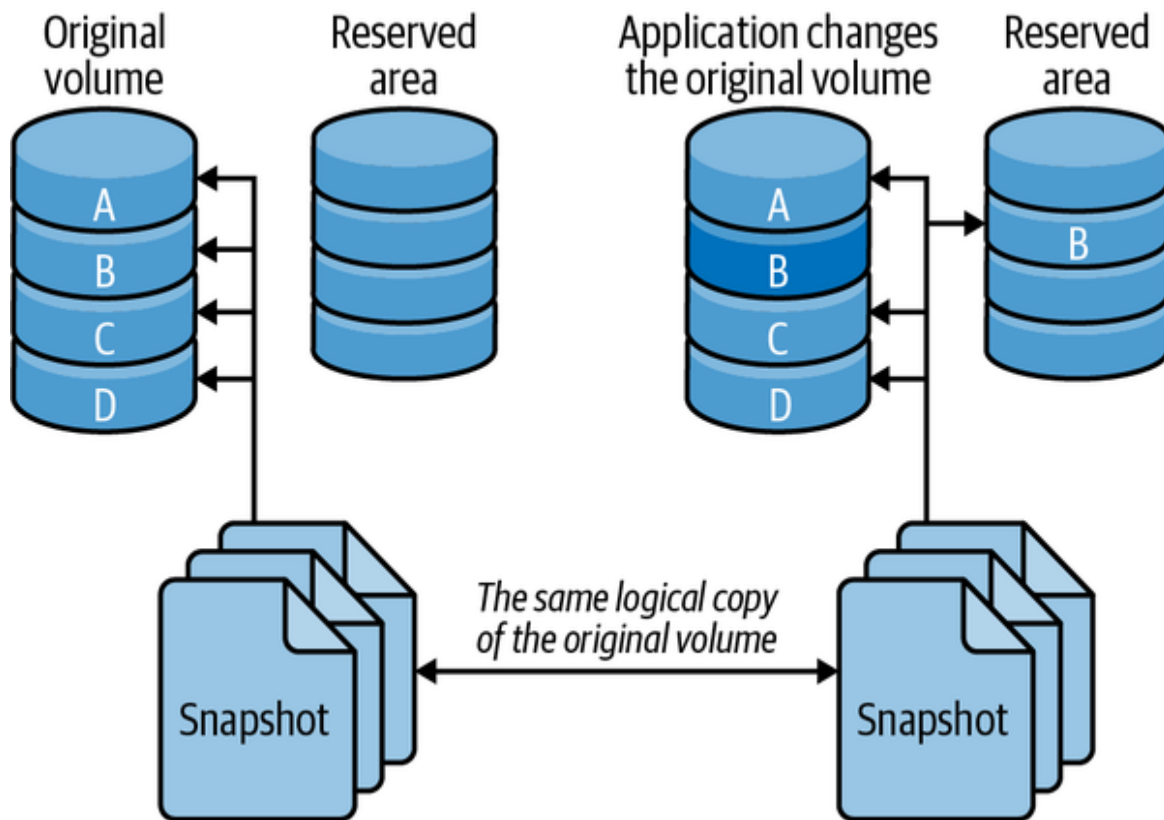 Original
volume
Reserved
area
Application changes
the original volume
Reserved
area
A
B
C
D
A
B
C
D
B
The same logical copy
of the original volume
Snapshot
Snapshot